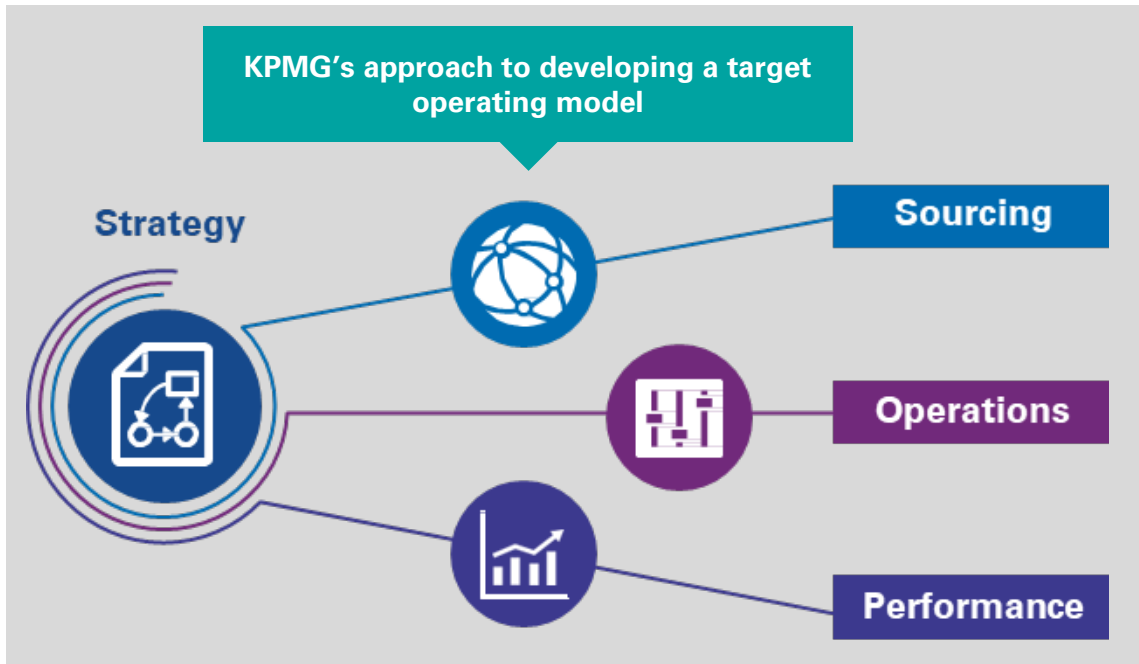 KPMG’s approach to developing a target
operating model
Strategy
Sourcing
Operations
Performance